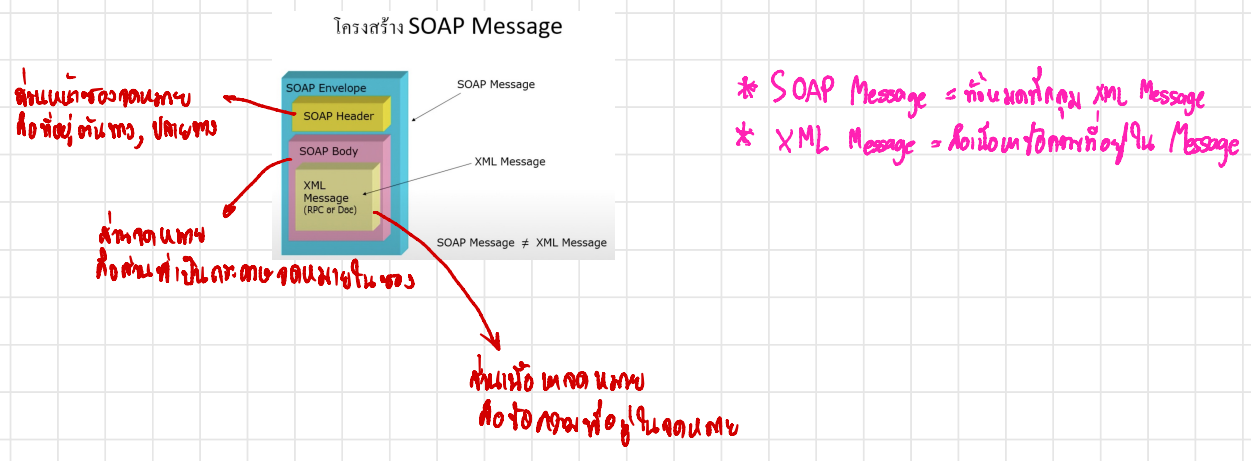 โครงสร้าง SOAP Message
ส่วนหน้าซองจดหมาย
คือที่อยู่ ต้นทาง, ปลายทาง
SOAP Envelope
SOAP Header
SOAP Body
XML
Message
(RPC or Doc)
SOAP Message
XML Message
SOAP Message ≠ XML Message
ส่วนจดหมาย
คือส่วนที่เป็นกระดาษจดหมายในซอง
ส่วนเนื้อหาจดหมาย
คือข้อความที่อยู่ในจดหมาย
* SOAP Message = ทั้งหมดที่คลุม XML Message
* XML Message = คือเนื้อหาข้อความที่อยู่ใน Message